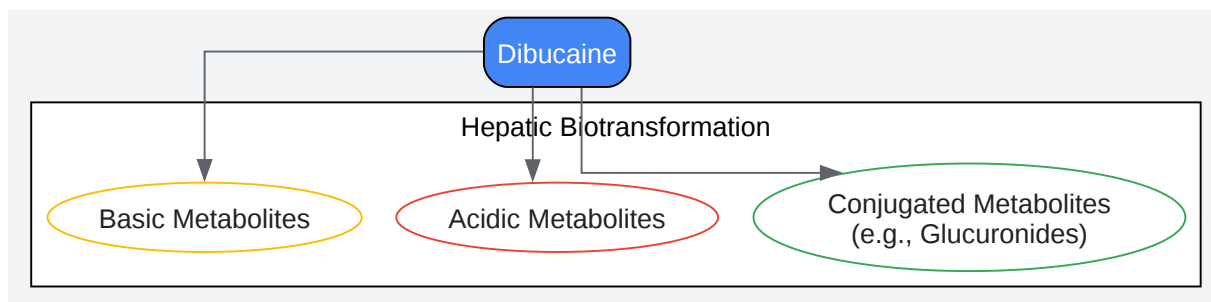 Dibucaine
Hepatic Biotransformation
Basic Metabolites
Acidic Metabolites
Conjugated Metabolites
(e.g., Glucuronides)